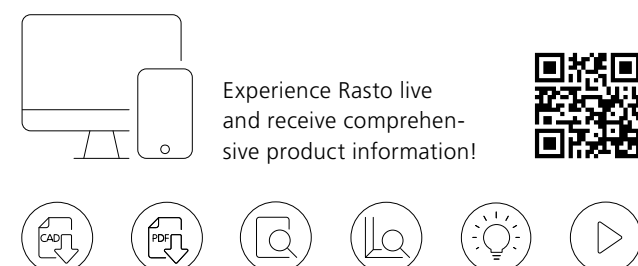 Experience Rasto live
and receive comprehen-
sive product information!
CAD PDF